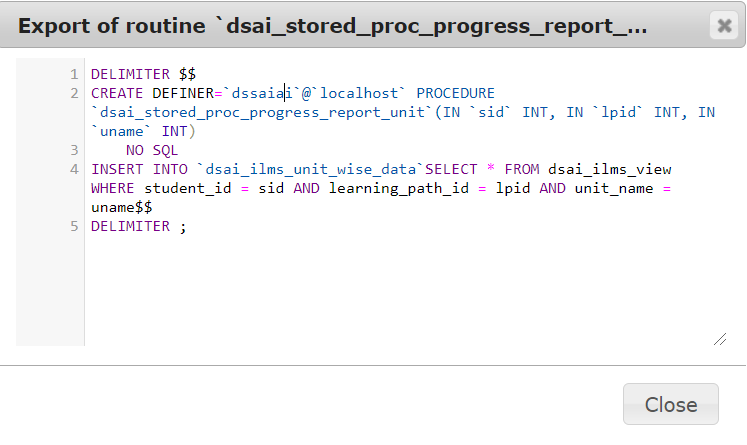 Export of routine `dsai_stored_proc_progress_report_...
1 DELIMITER $$
2 CREATE DEFINER=`dssaiai`@`localhost` PROCEDURE
`dsai_stored_proc_progress_report_unit`(IN `sid` INT, IN `lpid` INT, IN
`uname` INT)
3 NO SQL
4 INSERT INTO `dsai_ilms_unit_wise_data`SELECT * FROM dsai_ilms_view
WHERE student_id = sid AND learning_path_id = lpid AND unit_name =
uname$$
5 DELIMITER ;
Close